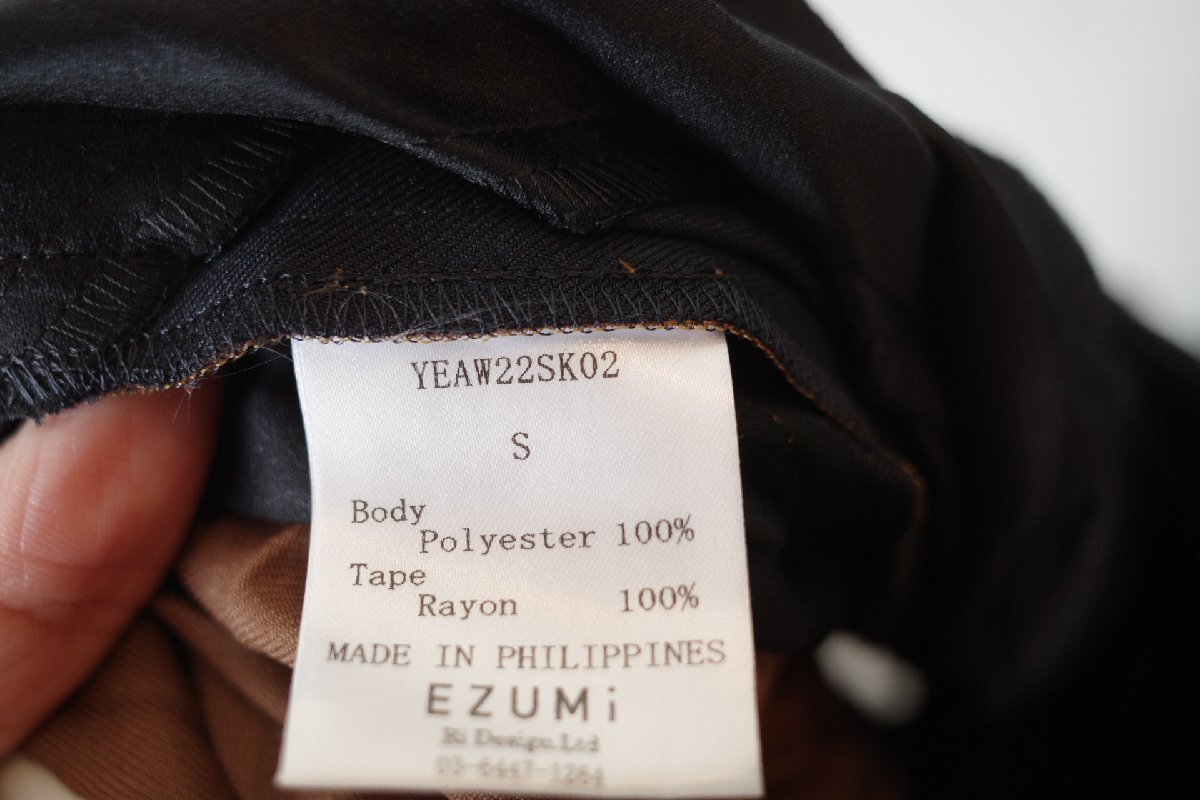 YEAW22SK02
S
Body
Polyester 100%
Tape
Rayon 100%
MADE IN PHILIPPINES
EZUMi
Ri Design.Ltd
03-6447-1264